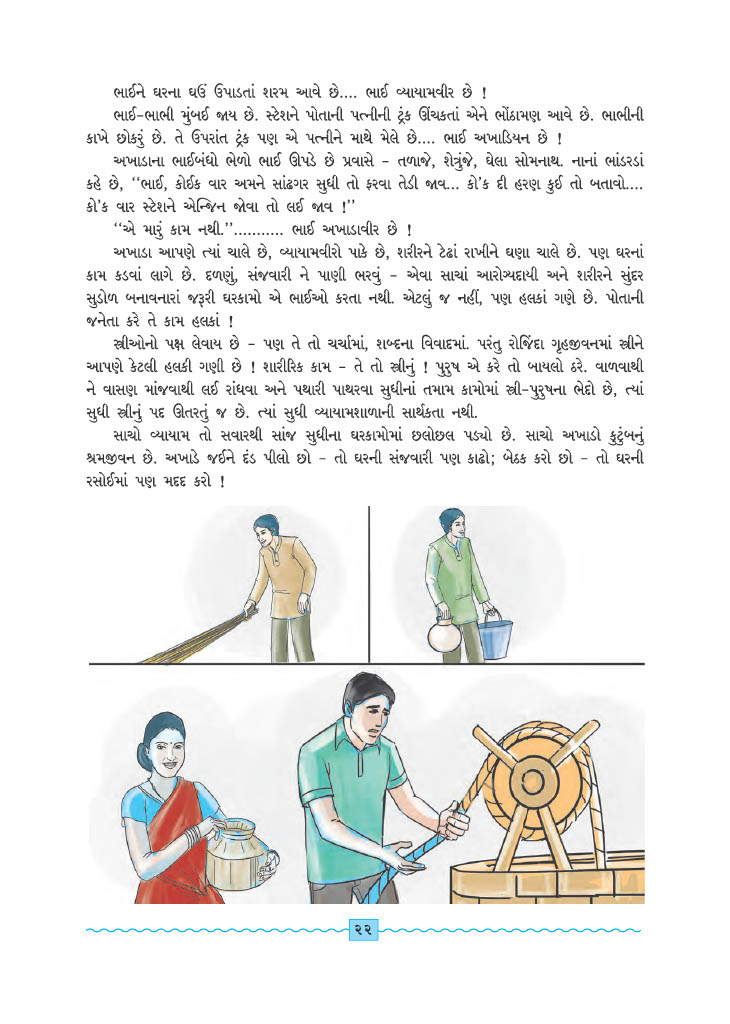 ભાઈને ઘરના ઘઉં ઉપાડતાં શરમ આવે છે.... ભાઈ વ્યાયામવીર છે !
ભાઈ-ભાભી મુંબઈ જાય છે. સ્ટેશને પોતાની પત્નીની ટ્રંક ઊંચકતાં એને ભોંઠામણ આવે છે. ભાભીની
કાખે છોકરું છે. તે ઉપરાંત ટ્રંક પણ એ પત્નીને માથે મેલે છે.... ભાઈ અખાડિયન છે !
અખાડાના ભાઈબંધો ભેળો ભાઈ ઊપડે છે પ્રવાસે - તળાજે, શેત્રુંજે, ઘેલા સોમનાથ. નાનાં ભાંડરડાં
કહે છે, ‘‘ભાઈ, કોઈક વાર અમને સાંઢગર સુધી તો ફરવા તેડી જાવ... કો’ક દી હરણ કુઈ તો બતાવો....
કો’ક વાર સ્ટેશને એન્જિન જોવા તો લઈ જાવ !’’
‘‘એ મારું કામ નથી.’’........... ભાઈ અખાડાવીર છે !
અખાડા આપણે ત્યાં ચાલે છે, વ્યાયામવીરો પાકે છે, શરીરને ટેઢાં રાખીને ઘણા ચાલે છે. પણ ઘરનાં
કામ કડવાં લાગે છે. દળણું, સંજવારી ને પાણી ભરવું - એવા સાચાં આરોગ્યદાયી અને શરીરને સુંદર
સુડોળ બનાવનારાં જરૂરી ઘરકામો એ ભાઈઓ કરતા નથી. એટલું જ નહીં, પણ હલકાં ગણે છે. પોતાની
જનેતા કરે તે કામ હલકાં !
સ્ત્રીઓનો પક્ષ લેવાય છે - પણ તે તો ચર્ચામાં, શબ્દના વિવાદમાં. પરંતુ રોજિંદા ગૃહજીવનમાં સ્ત્રીને
આપણે કેટલી હલકી ગણી છે ! શારીરિક કામ - તે તો સ્ત્રીનું ! પુરુષ એ કરે તો બાયલો ઠરે. વાળવાથી
ને વાસણ માંજવાથી લઈ રાંધવા અને પથારી પાથરવા સુધીનાં તમામ કામોમાં સ્ત્રી-પુરુષના ભેદો છે, ત્યાં
સુધી સ્ત્રીનું પદ ઊતરતું જ છે. ત્યાં સુધી વ્યાયામશાળાની સાર્થકતા નથી.
સાચો વ્યાયામ તો સવારથી સાંજ સુધીના ઘરકામોમાં છલોછલ પડ્યો છે. સાચો અખાડો કુટુંબનું
શ્રમજીવન છે. અખાડે જઈને દંડ પીલો છો - તો ઘરની સંજવારી પણ કાઢો; બેઠક કરો છો - તો ઘરની
રસોઈમાં પણ મદદ કરો !
૨૨